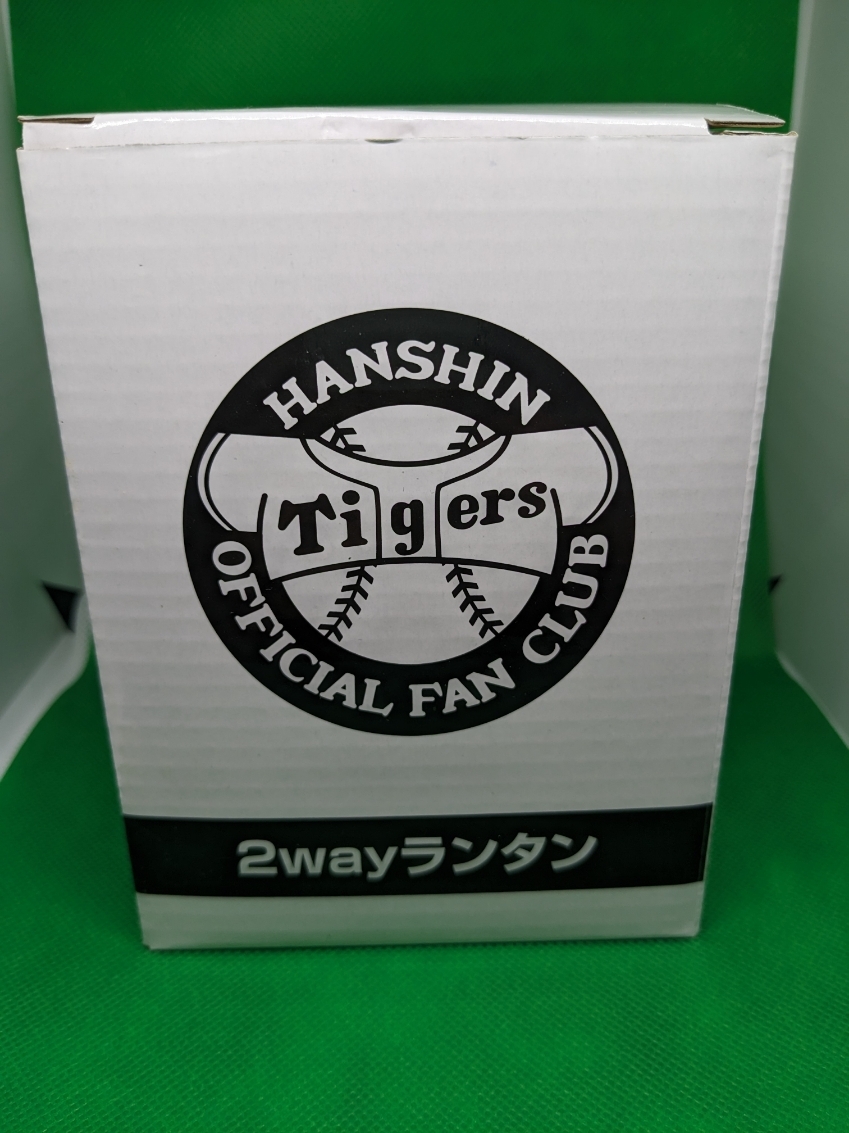 HANSHIN
Tigers
OFFICIAL FAN CLUB
2wayランタン